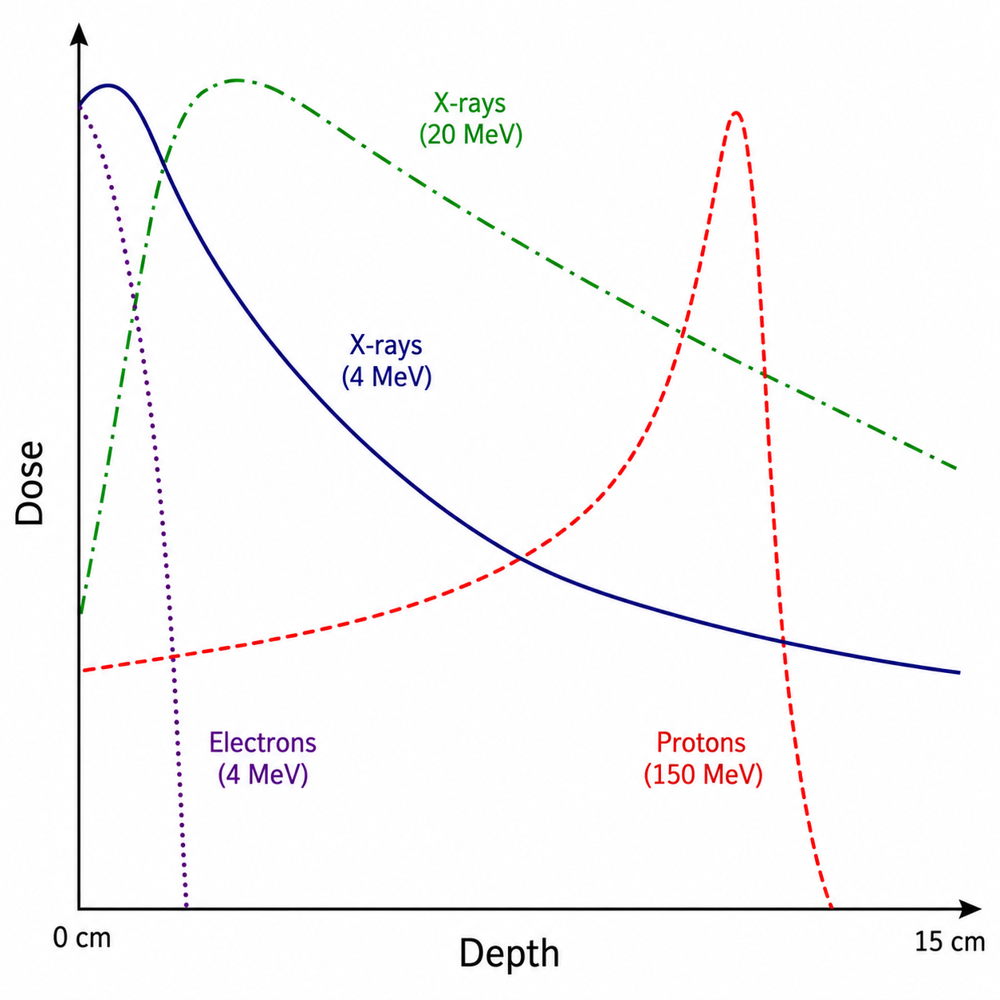 X-rays
(20 MeV)
X-rays
(4 MeV)
Dose
Electrons
(4 MeV)
Protons
(150 MeV)
0 cm
Depth
15 cm